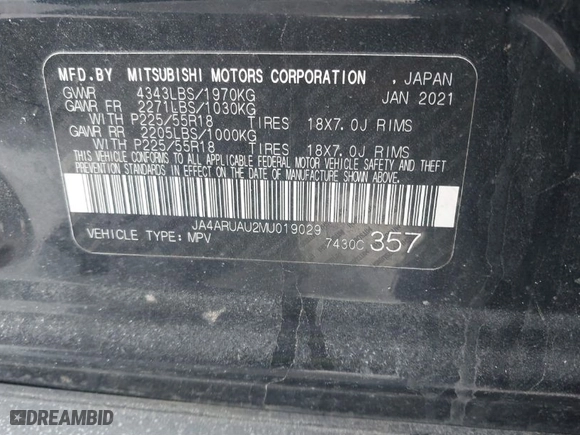 MFD.BY MITSUBISHI MOTORS CORPORATION , JAPAN
GVWR 4343LBS/1970KG JAN 2021
GAWR FR 2271LBS/1030KG
WITH P225/55R18 TIRES 18X7.0J RIMS
GAWR RR 2205LBS/1000KG
WITH P225/55R18 TIRES 18X7.0J RIMS
THIS VEHICLE CONFORMS TO ALL APPLICABLE FEDERAL MOTOR VEHICLE SAFETY AND THEFT
PREVENTION STANDARDS IN EFFECT ON THE DATE OF MANUFACTURE SHOWN ABOVE.
JA4ARUAU2MU019029
VEHICLE TYPE: MPV 7430C 357
DREAMBID